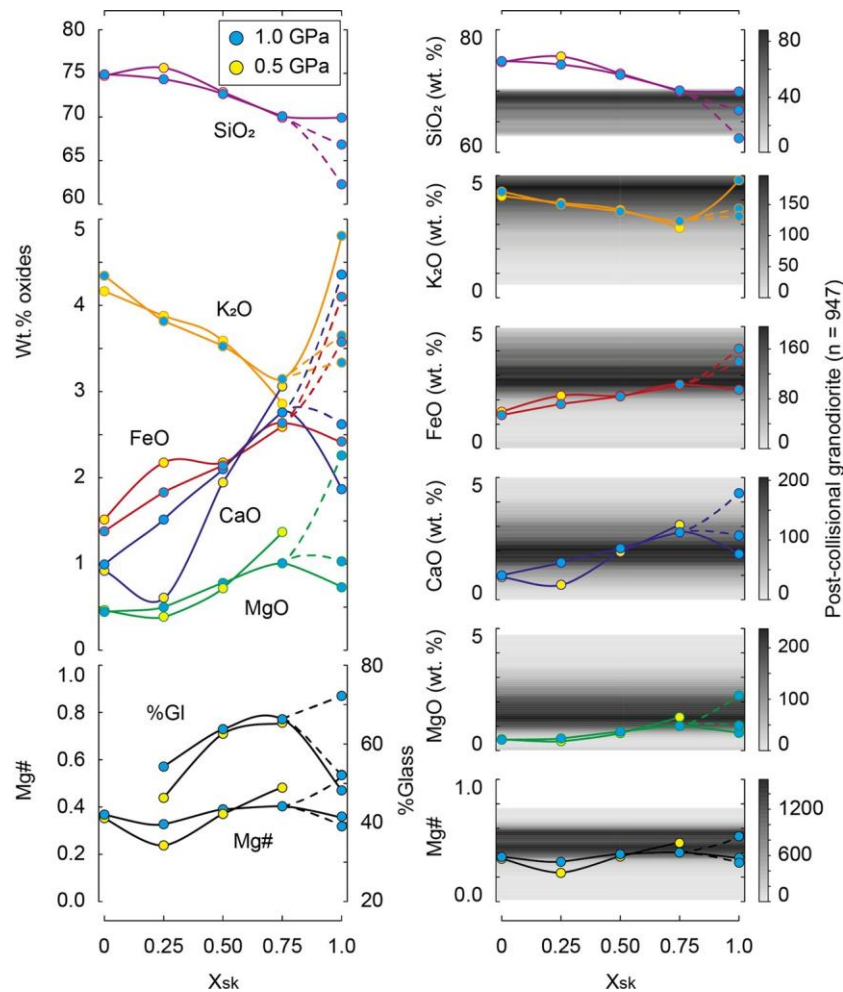 1.0 GPa
0.5 GPa
80
75
70
65
60
SiO₂
Wt.% oxides
5
4
3
2
1
0
K₂O
FeO
CaO
MgO
Mg#
1.0
0.8
0.6
0.4
0.2
0.0
%Gl
Mg#
80
60
40
20
%Glass
0 0.25 0.50 0.75 1.0
Xsk
SiO₂ (wt. %)
80
60
80
40
0
K₂O (wt. %)
5
0
150
100
50
0
FeO (wt. %)
5
0
160
80
0
CaO (wt. %)
5
0
200
100
0
MgO (wt. %)
5
0
200
100
0
Mg#
1.0
0.0
1200
600
0
Post-collisional granodiorite (n = 947)
0 0.25 0.50 0.75 1.0
Xsk